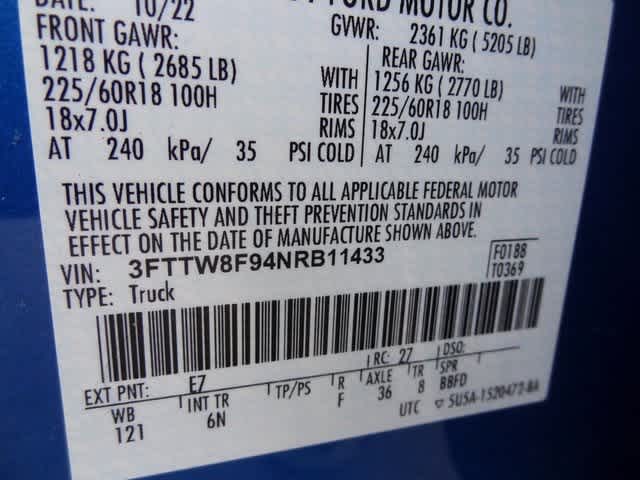 DATE: 10/22 FORD MOTOR CO.
FRONT GAWR: GVWR: 2361 KG ( 5205 LB)
1218 KG ( 2685 LB) REAR GAWR:
225/60R18 100H WITH 1256 KG ( 2770 LB) WITH
18x7.0J TIRES 225/60R18 100H TIRES
RIMS 18x7.0J RIMS
AT 240 kPa/ 35 PSI COLD AT 240 kPa/ 35 PSI COLD
THIS VEHICLE CONFORMS TO ALL APPLICABLE FEDERAL MOTOR
VEHICLE SAFETY AND THEFT PREVENTION STANDARDS IN
EFFECT ON THE DATE OF MANUFACTURE SHOWN ABOVE.
VIN: 3FTTW8F94NRB11433 F0188
TYPE: Truck T0369
RC: 27 DSO:
EXT PNT: E7 TP/PS R AXLE TR SPR
WB INT TR F 36 8 BBFD
121 6N UTC ▽ 5U5A-1520472-BA